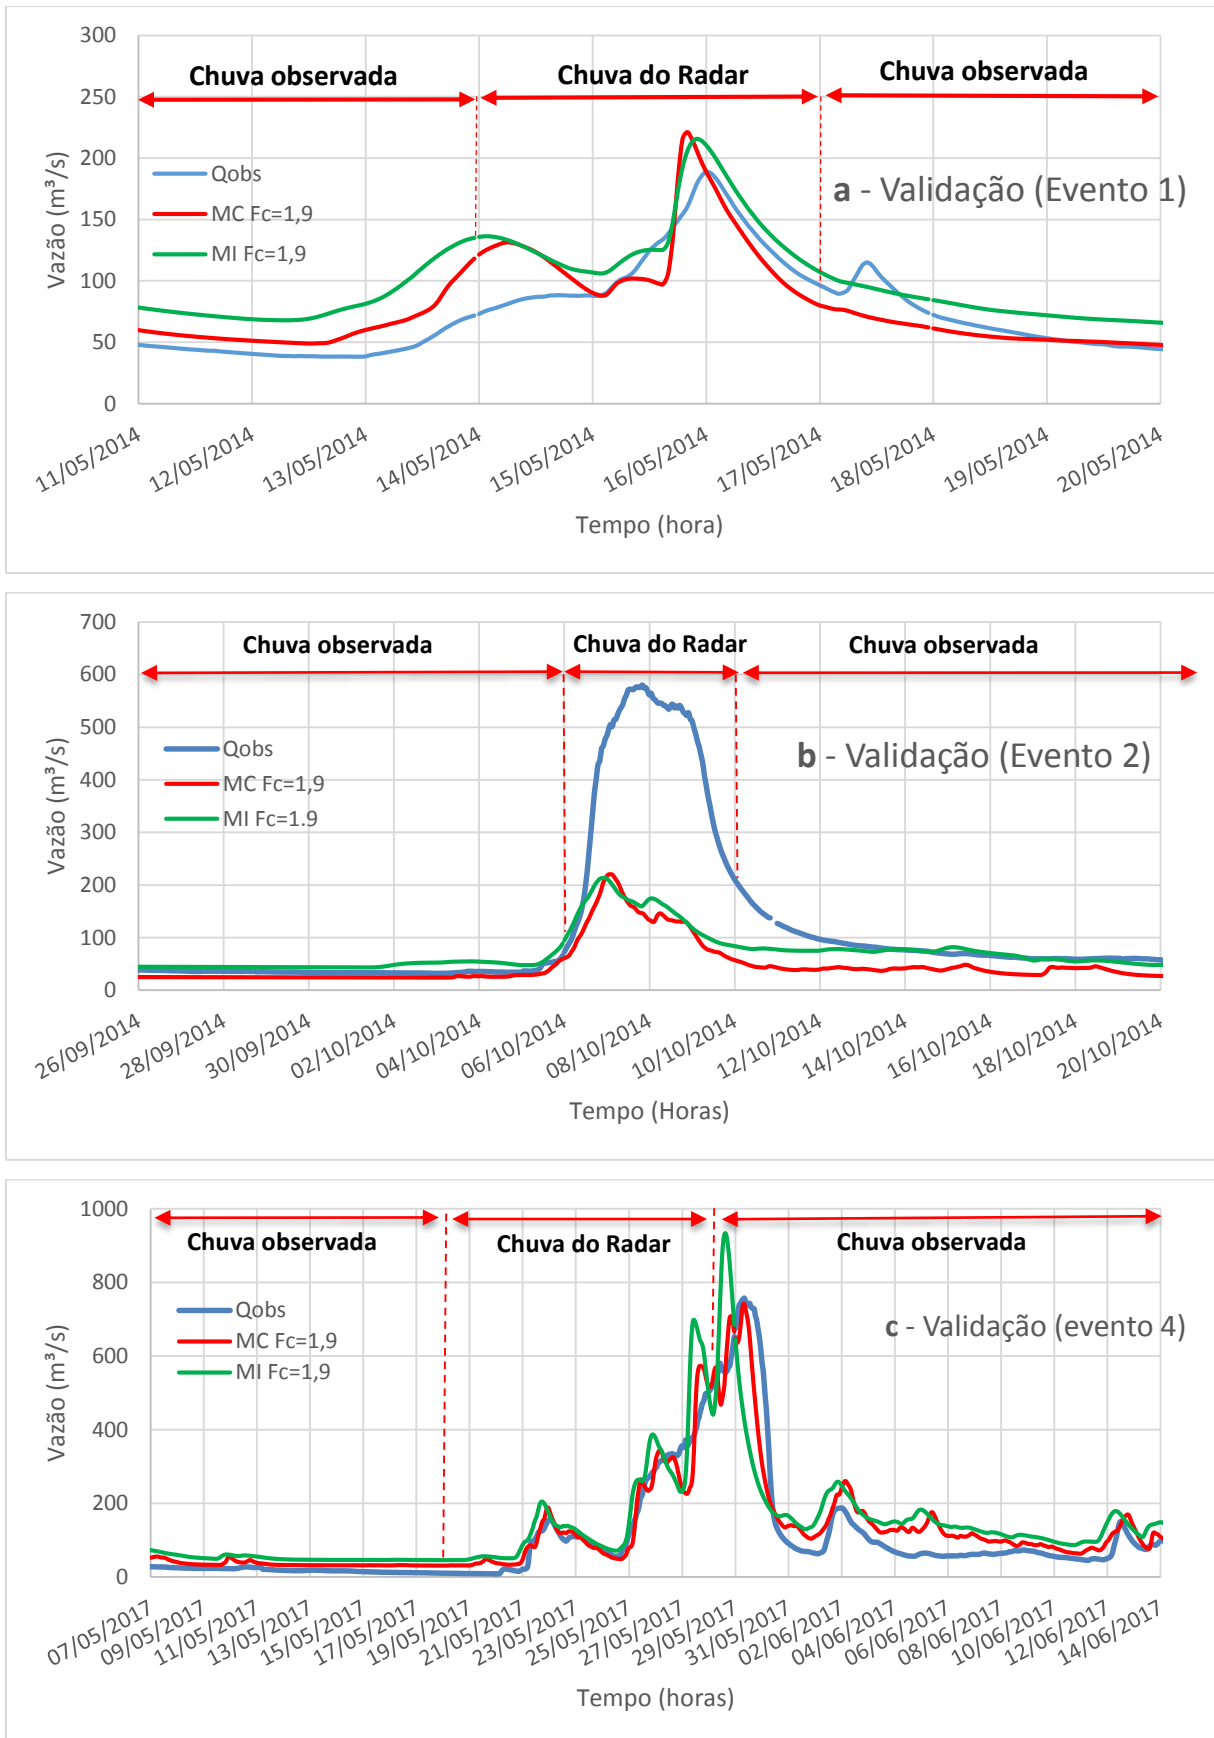 300
250
200
150
100
50
0
Vazão (m³/s)
Chuva observada
Chuva do Radar
Chuva observada
Qobs
MC Fc=1,9
MI Fc=1,9
a - Validação (Evento 1)
11/05/2014
12/05/2014
13/05/2014
14/05/2014
15/05/2014
16/05/2014
17/05/2014
18/05/2014
19/05/2014
20/05/2014
Tempo (hora)
700
600
500
400
300
200
100
0
Vazão (m³/s)
Chuva observada
Chuva do Radar
Chuva observada
Qobs
MC Fc=1,9
MI Fc=1.9
b - Validação (Evento 2)
26/09/2014
28/09/2014
30/09/2014
02/10/2014
04/10/2014
06/10/2014
08/10/2014
10/10/2014
12/10/2014
14/10/2014
16/10/2014
18/10/2014
20/10/2014
Tempo (Horas)
1000
800
600
400
200
0
Vazão (m³/s)
Chuva observada
Chuva do Radar
Chuva observada
Qobs
MC Fc=1,9
MI Fc=1,9
c - Validação (evento 4)
07/05/2017
09/05/2017
11/05/2017
13/05/2017
15/05/2017
17/05/2017
19/05/2017
21/05/2017
23/05/2017
25/05/2017
27/05/2017
29/05/2017
31/05/2017
02/06/2017
04/06/2017
06/06/2017
08/06/2017
10/06/2017
12/06/2017
14/06/2017
Tempo (horas)